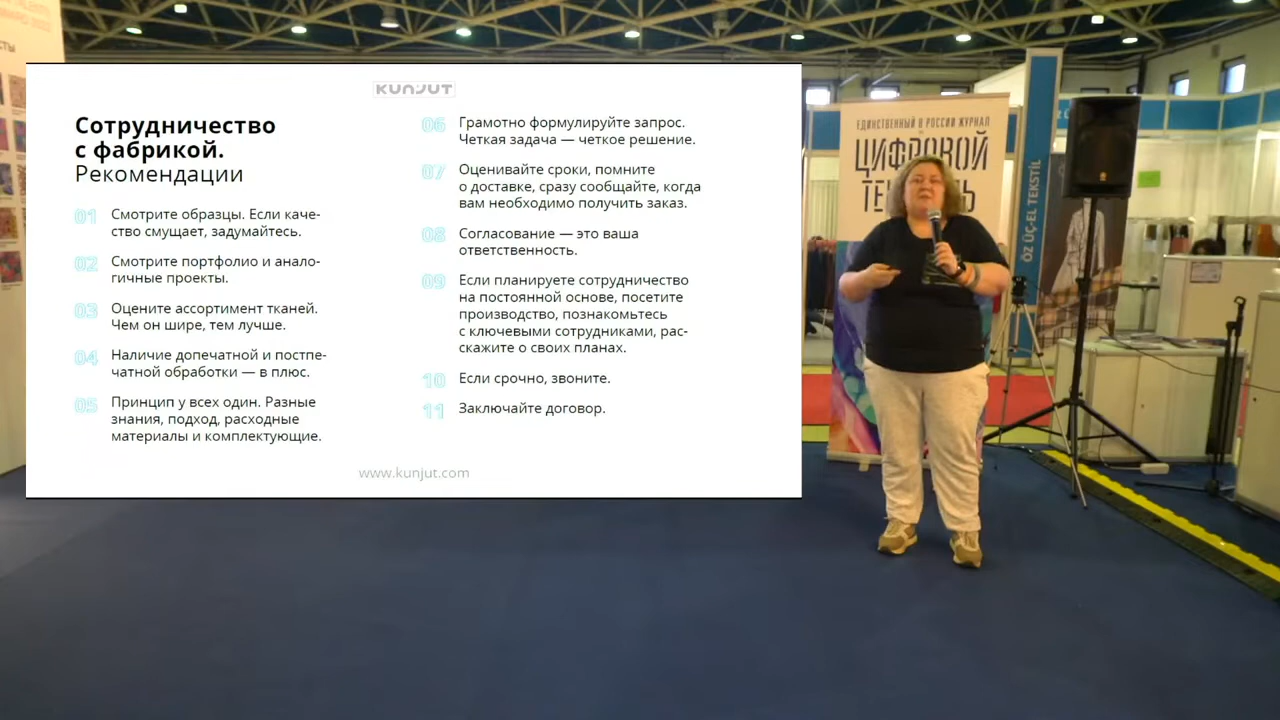 KUNJUT
Сотрудничество
с фабрикой.
Рекомендации
01 Смотрите образцы. Если каче-
ство смущает, задумайтесь.
02 Смотрите портфолио и анало-
гичные проекты.
03 Оцените ассортимент тканей.
Чем он шире, тем лучше.
04 Наличие допечатной и постпе-
чатной обработки — в плюс.
05 Принцип у всех один. Разные
знания, подход, расходные
материалы и комплектующие.
06 Грамотно формулируйте запрос.
Четкая задача — четкое решение.
07 Оценивайте сроки, помните
о доставке, сразу сообщайте, когда
вам необходимо получить заказ.
08 Согласование — это ваша
ответственность.
09 Если планируете сотрудничество
на постоянной основе, посетите
производство, познакомьтесь
с ключевыми сотрудниками, рас-
скажите о своих планах.
10 Если срочно, звоните.
11 Заключайте договор.
www.kunjut.com
ЕДИНСТВЕННЫЙ В РОССИИ ЖУРНАЛ
ЦИФРОВОЙ
ÖZ ÜÇ-EL TEKSTİL